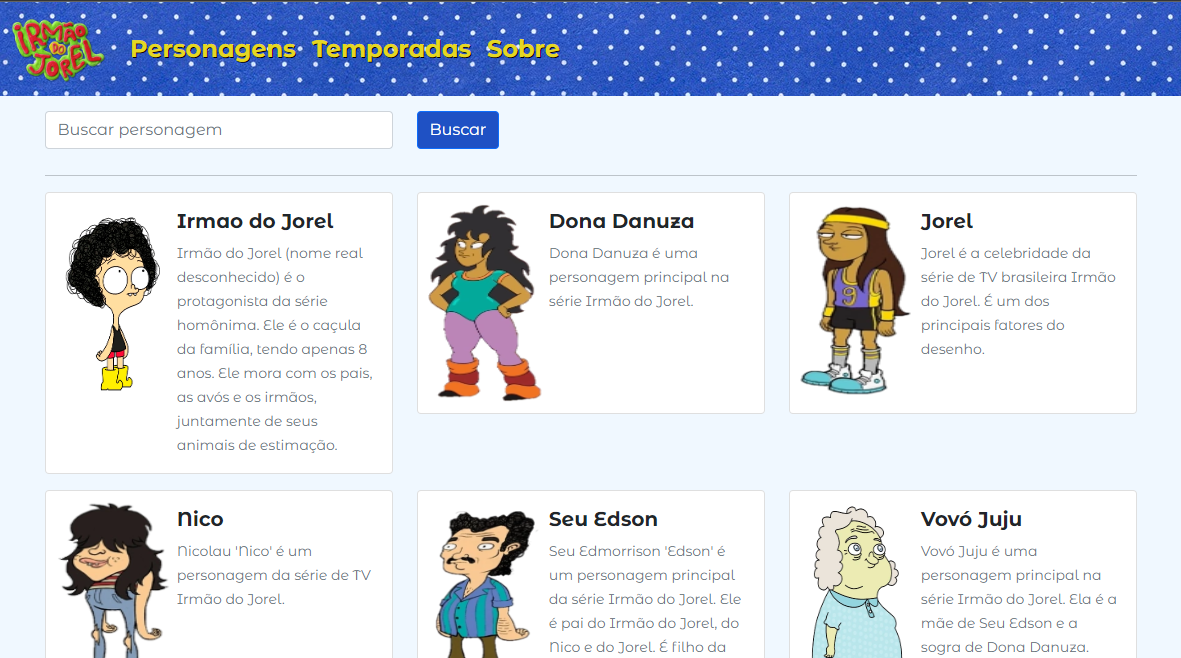 IRMÃO
DO
JOREL
Personagens Temporadas Sobre
Buscar personagem
Buscar
Irmao do Jorel
Irmão do Jorel (nome real
desconhecido) é o
protagonista da série
homônima. Ele é o caçula
da família, tendo apenas 8
anos. Ele mora com os pais,
as avós e os irmãos,
juntamente de seus
animais de estimação.
Dona Danuza
Dona Danuza é uma
personagem principal na
série Irmão do Jorel.
Jorel
9
Jorel é a celebridade da
série de TV brasileira Irmão
do Jorel. É um dos
principais fatores do
desenho.
Nico
Nicolau 'Nico' é um
personagem da série de TV
Irmão do Jorel.
Seu Edson
Seu Edmorrison 'Edson' é
um personagem principal
da série Irmão do Jorel. Ele
é pai do Irmão do Jorel, do
Nico e do Jorel. É filho da
Vovó Juju
Vovó Juju é uma
personagem principal na
série Irmão do Jorel. Ela é a
mãe de Seu Edson e a
sogra de Dona Danuza.